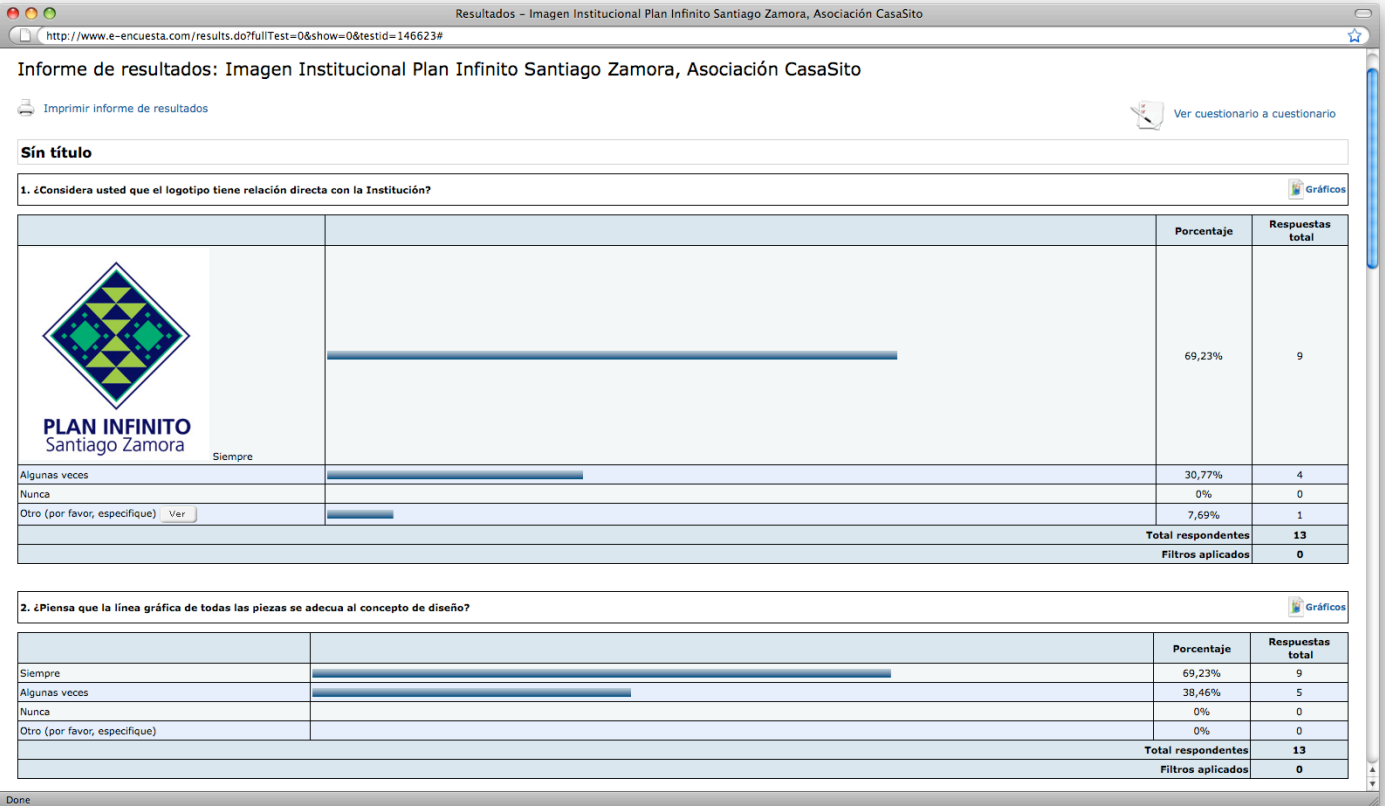 Resultados – Imagen Institucional Plan Infinito Santiago Zamora, Asociación CasaSito
http://www.e-encuesta.com/results.do?fullTest=0&show=0&testid=146623#
Informe de resultados: Imagen Institucional Plan Infinito Santiago Zamora, Asociación CasaSito
Imprimir informe de resultados
Ver cuestionario a cuestionario
Sín título
1. ¿Considera usted que el logotipo tiene relación directa con la Institución?
Gráficos
Porcentaje
Respuestas
total
PLAN INFINITO
Santiago Zamora
Siempre
69,23%
9
Algunas veces
30,77%
4
Nunca
0%
0
Otro (por favor, especifique)
Ver
7,69%
1
Total respondentes
13
Filtros aplicados
0
2. ¿Piensa que la línea gráfica de todas las piezas se adecua al concepto de diseño?
Gráficos
Porcentaje
Respuestas
total
Siempre
69,23%
9
Algunas veces
38,46%
5
Nunca
0%
0
Otro (por favor, especifique)
0%
0
Total respondentes
13
Filtros aplicados
0
Done